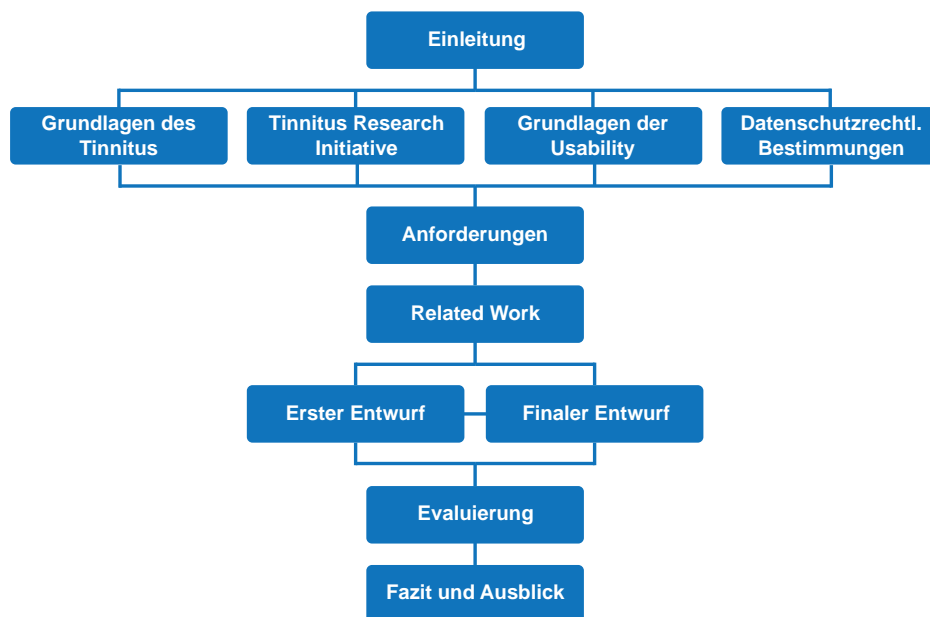 Einleitung
Grundlagen des
Tinnitus
Tinnitus Research
Initiative
Grundlagen der
Usability
Datenschutzrechtl.
Bestimmungen
Anforderungen
Related Work
Erster Entwurf
Finaler Entwurf
Evaluierung
Fazit und Ausblick